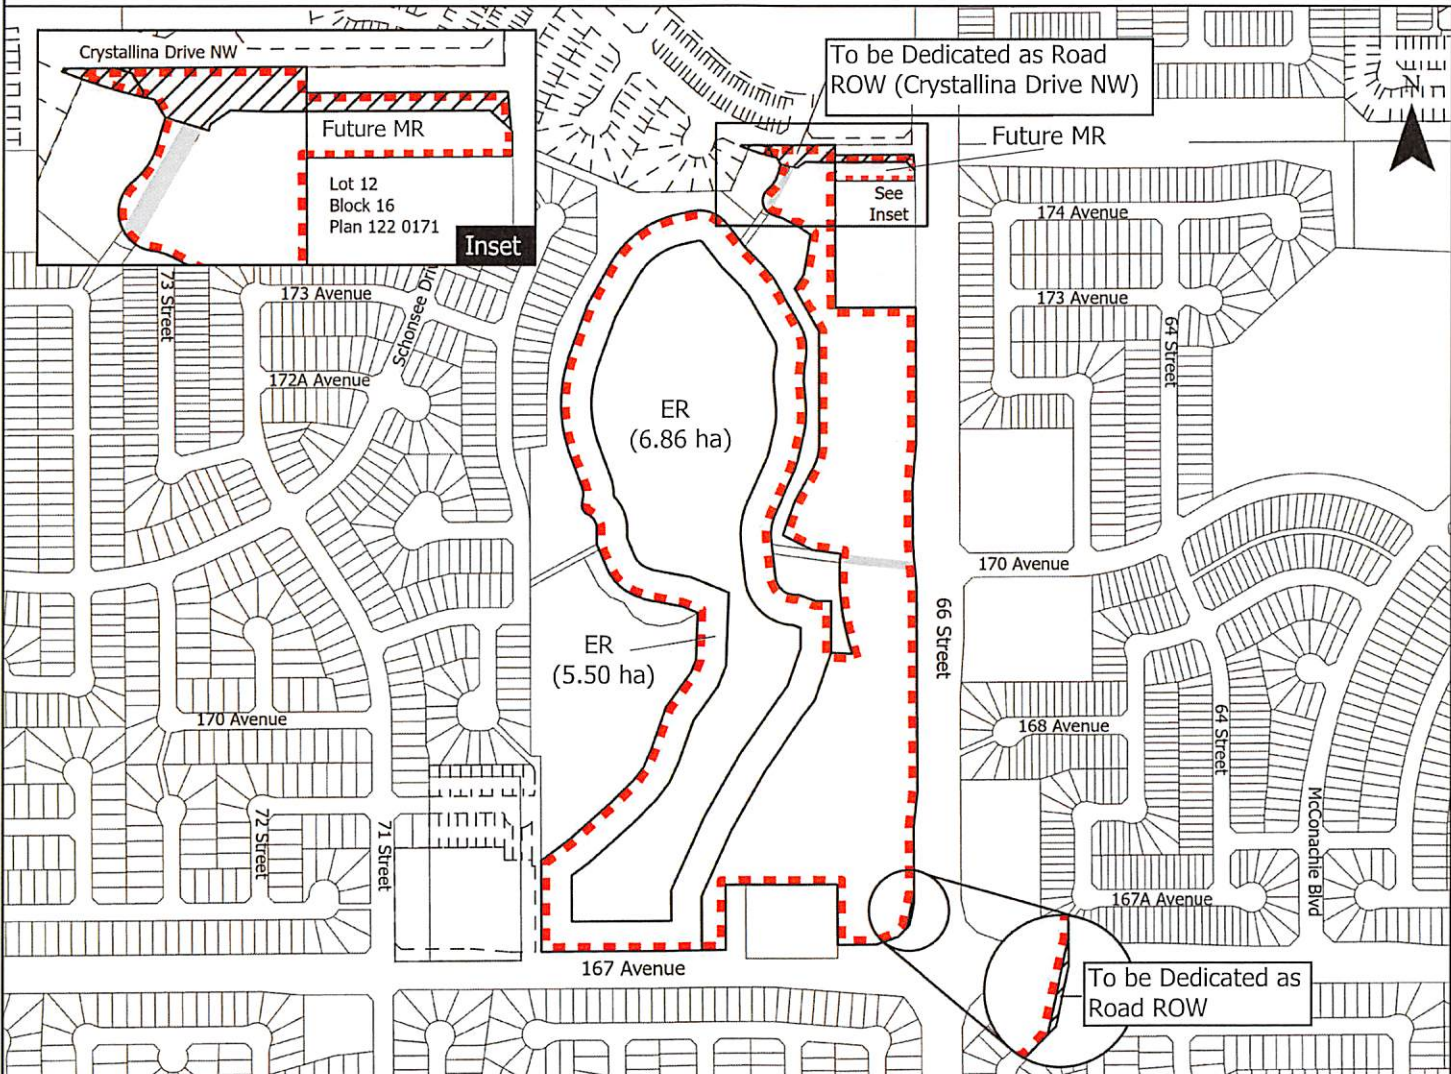 Crystallina Drive NW
Future MR
Lot 12
Block 16
Plan 122 0171
Inset
To be Dedicated as Road
ROW (Crystallina Drive NW)
Future MR
See
Inset
N
73 Street
173 Avenue
Schonsee Driv
172A Avenue
174 Avenue
173 Avenue
64 Street
ER
(6.86 ha)
170 Avenue
66 Street
ER
(5.50 ha)
170 Avenue
168 Avenue
64 Street
72 Street
71 Street
McConachie Blvd
167A Avenue
167 Avenue
To be Dedicated as
Road ROW